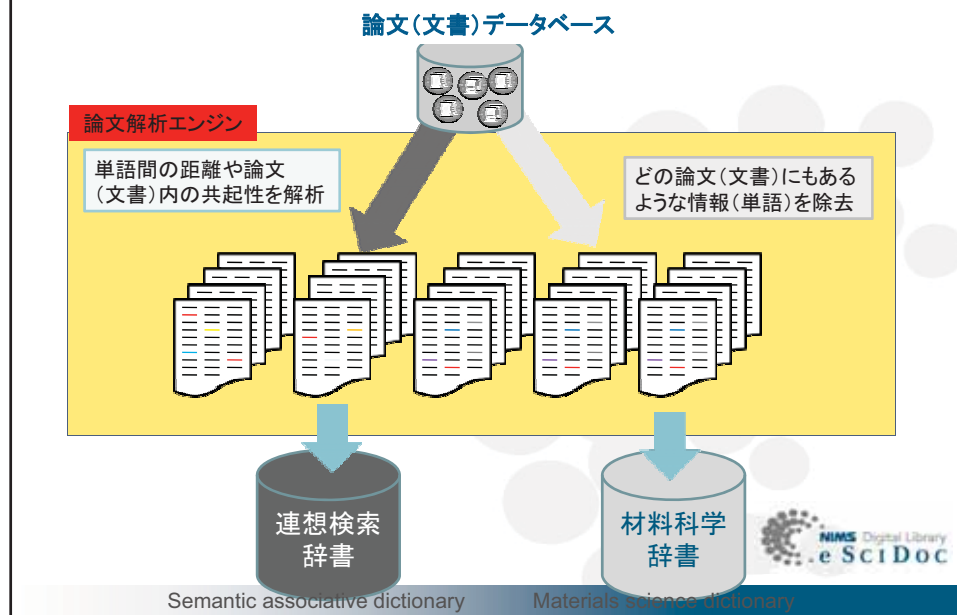 論文(文書)データベース
論文解析エンジン
単語間の距離や論文
(文書)内の共起性を解析
どの論文(文書)にもある
ような情報(単語)を除去
連想検索
辞書
材料科学
辞書
NIMS Digital Library
e SciDoc
Semantic associative dictionary
Materials science dictionary